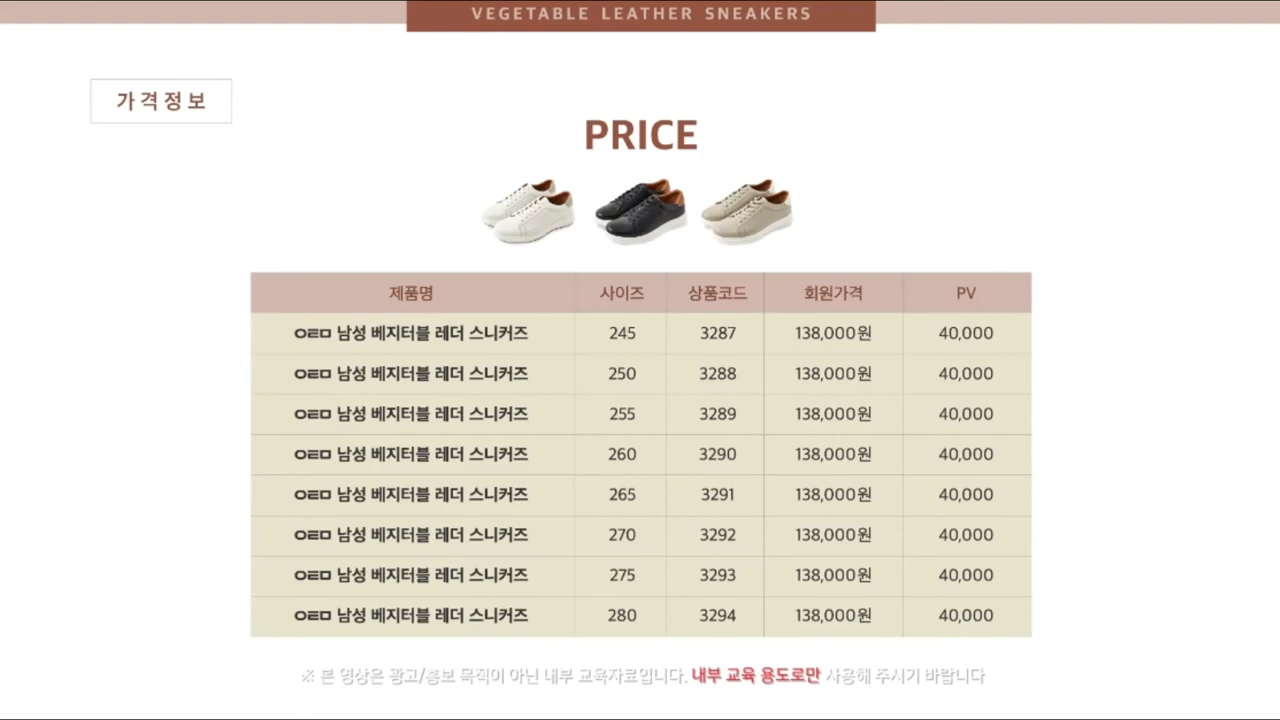 VEGETABLE LEATHER SNEAKERS
가격정보
PRICE
제품명 사이즈 상품코드 회원가격 PV
ㅇㅌㅁ 남성 베지터블 레더 스니커즈 245 3287 138,000원 40,000
ㅇㅌㅁ 남성 베지터블 레더 스니커즈 250 3288 138,000원 40,000
ㅇㅌㅁ 남성 베지터블 레더 스니커즈 255 3289 138,000원 40,000
ㅇㅌㅁ 남성 베지터블 레더 스니커즈 260 3290 138,000원 40,000
ㅇㅌㅁ 남성 베지터블 레더 스니커즈 265 3291 138,000원 40,000
ㅇㅌㅁ 남성 베지터블 레더 스니커즈 270 3292 138,000원 40,000
ㅇㅌㅁ 남성 베지터블 레더 스니커즈 275 3293 138,000원 40,000
ㅇㅌㅁ 남성 베지터블 레더 스니커즈 280 3294 138,000원 40,000
※ 본 영상은 광고/홍보 목적이 아닌 내부 교육자료입니다. 내부 교육 용도로만 사용해 주시기 바랍니다